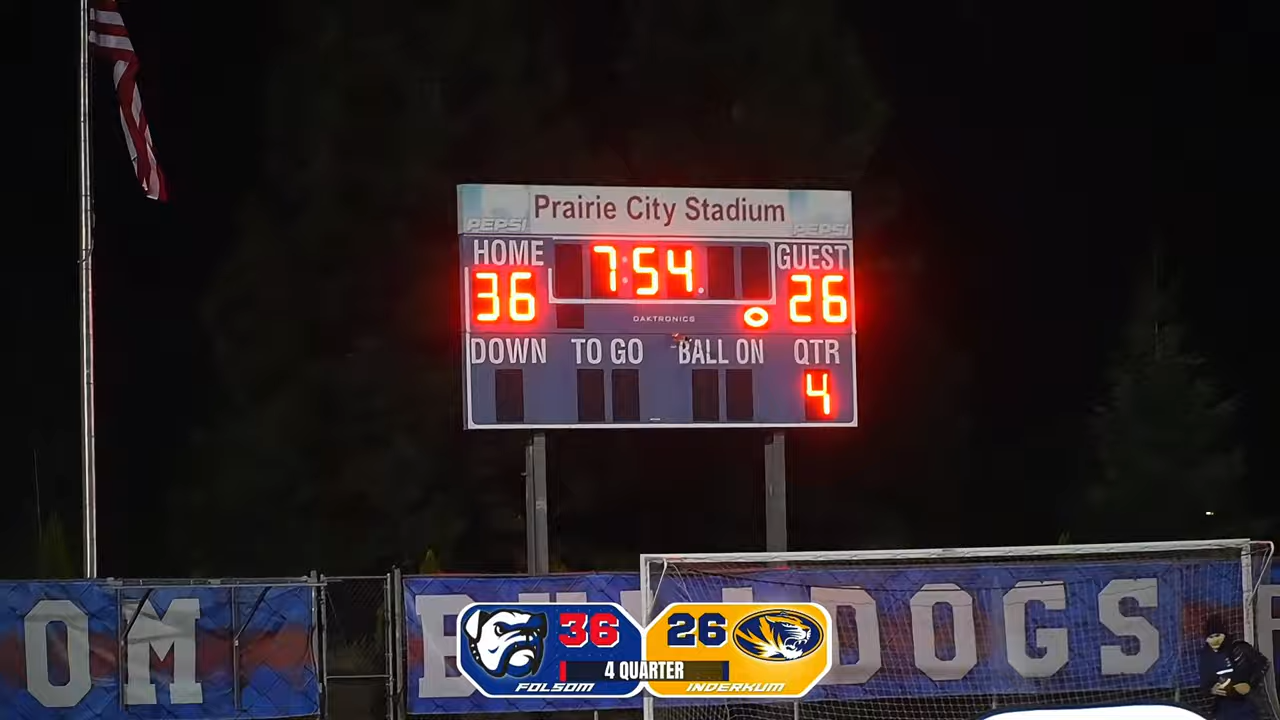 Prairie City Stadium
PEPSI PEPSI
HOME 7:54 GUEST
36 26
DAKTRONICS
DOWN TO GO BALL ON QTR
4
OM BULLDOGS
36 26
4 QUARTER
FOLSOM INDERKUM